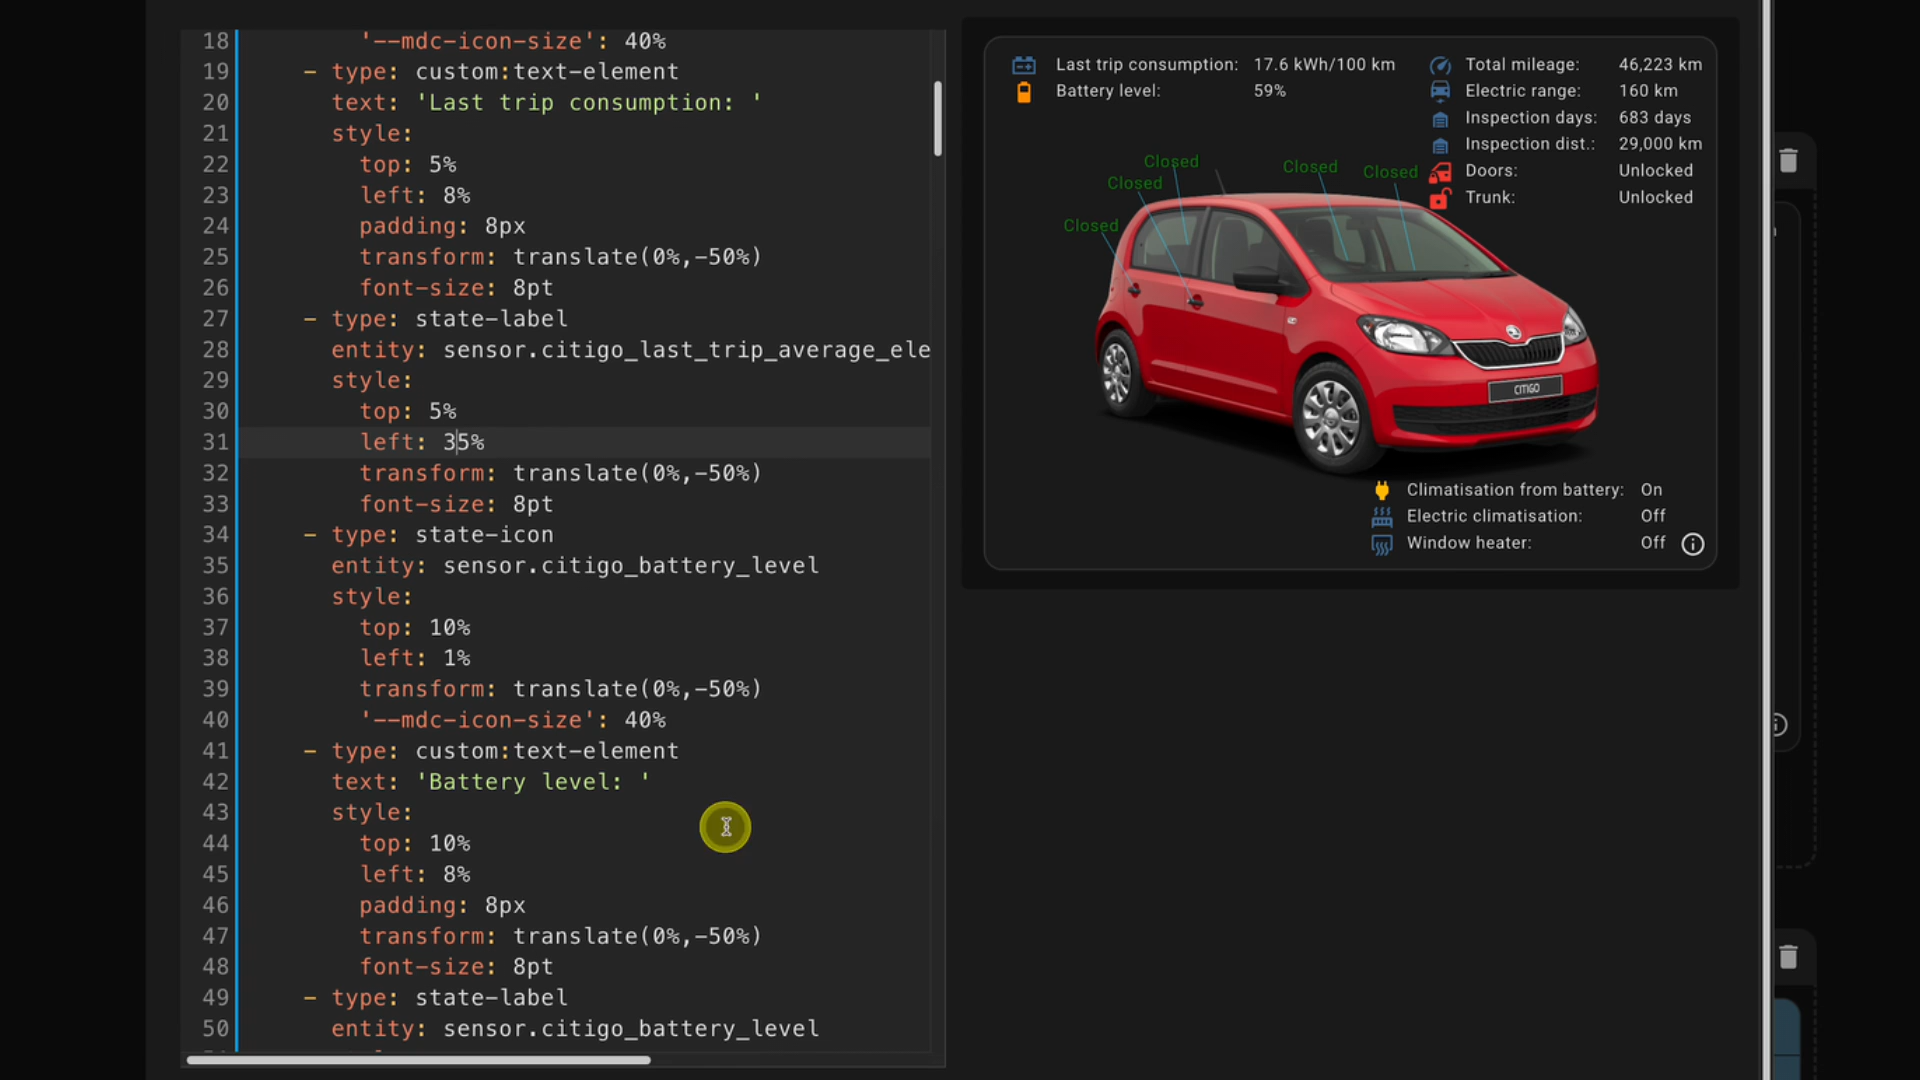 18 '--mdc-icon-size': 40%
19 - type: custom:text-element
20 text: 'Last trip consumption: '
21 style:
22 top: 5%
23 left: 8%
24 padding: 8px
25 transform: translate(0%,-50%)
26 font-size: 8pt
27 - type: state-label
28 entity: sensor.citigo_last_trip_average_ele
29 style:
30 top: 5%
31 left: 35%
32 transform: translate(0%,-50%)
33 font-size: 8pt
34 - type: state-icon
35 entity: sensor.citigo_battery_level
36 style:
37 top: 10%
38 left: 1%
39 transform: translate(0%,-50%)
40 '--mdc-icon-size': 40%
41 - type: custom:text-element
42 text: 'Battery level: '
43 style:
44 top: 10%
45 left: 8%
46 padding: 8px
47 transform: translate(0%,-50%)
48 font-size: 8pt
49 - type: state-label
50 entity: sensor.citigo_battery_level
Last trip consumption: 17.6 kWh/100 km
Battery level: 59%
Total mileage: 46,223 km
Electric range: 160 km
Inspection days: 683 days
Inspection dist.: 29,000 km
Doors: Unlocked
Trunk: Unlocked
Closed
Closed
Closed
Closed
Closed
CITIGO
Climatisation from battery: On
Electric climatisation: Off
Window heater: Off